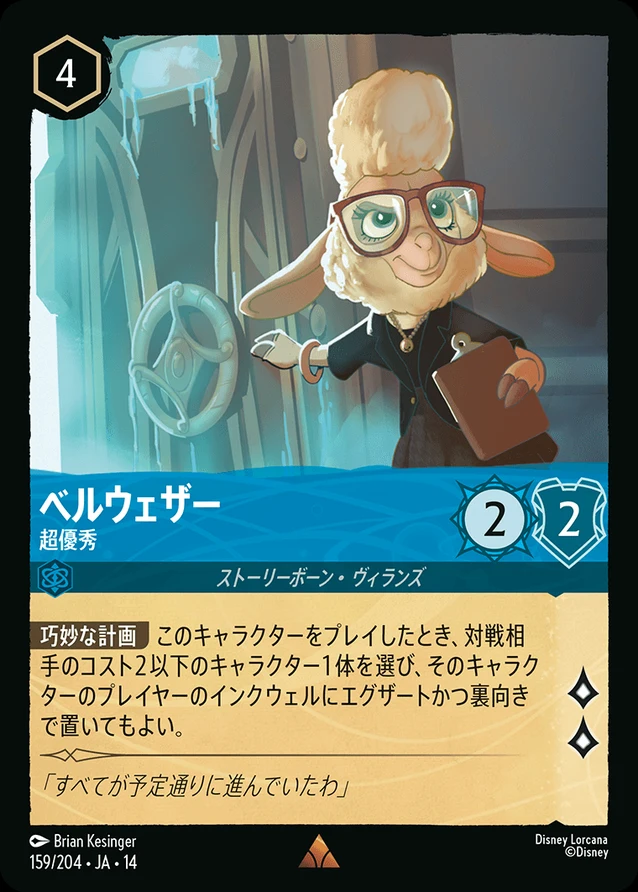 4
ベルウェザー
超優秀
2
2
ストーリーボーン・ヴィランズ
巧妙な計画 このキャラクターをプレイしたとき、対戦相
手のコスト2以下のキャラクター1体を選び、そのキャラク
ターのプレイヤーのインクウェルにエグザートかつ裏向き
で置いてもよい。
「すべてが予定通りに進んでいたわ」
Brian Kesinger
159/204・JA・14
Disney Lorcana
©Disney